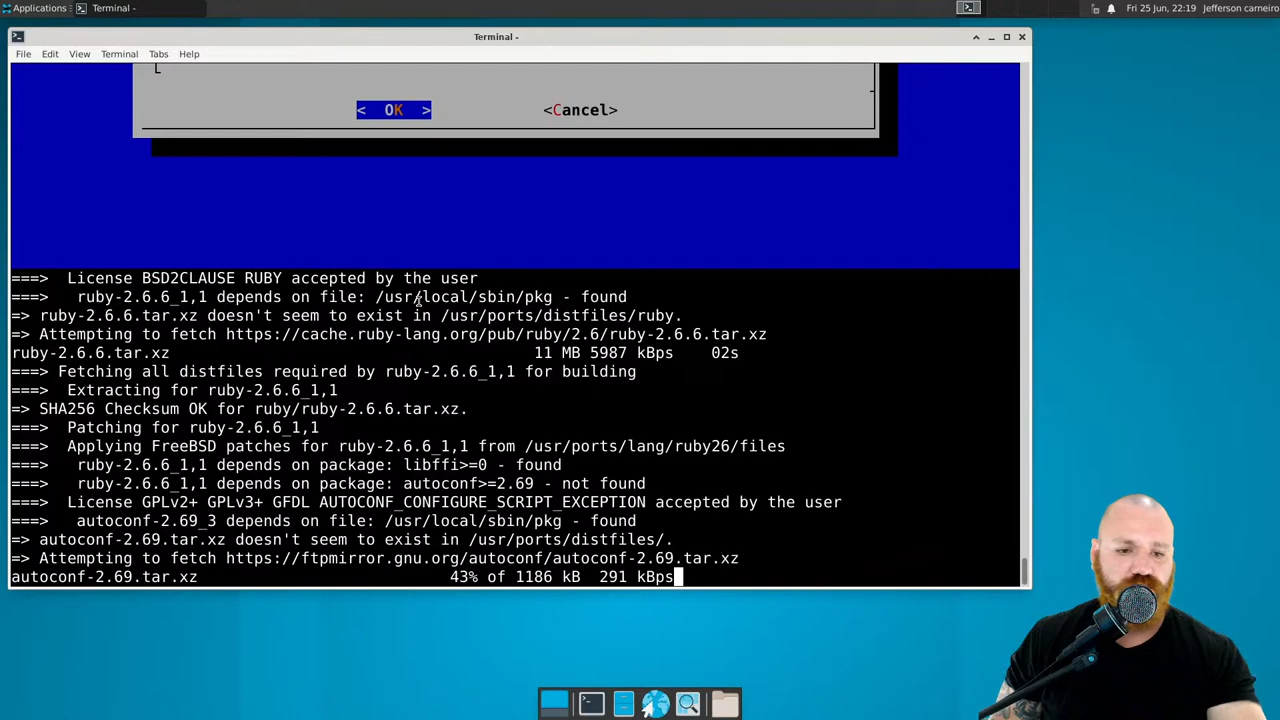 Applications
Terminal -
Fri 25 Jun, 22:19
Jefferson carneiro
Terminal -
File Edit View Terminal Tabs Help
< OK > <Cancel>
===> License BSD2CLAUSE RUBY accepted by the user
===> ruby-2.6.6_1,1 depends on file: /usr/local/sbin/pkg - found
=> ruby-2.6.6.tar.xz doesn't seem to exist in /usr/ports/distfiles/ruby.
=> Attempting to fetch https://cache.ruby-lang.org/pub/ruby/2.6/ruby-2.6.6.tar.xz
ruby-2.6.6.tar.xz 11 MB 5987 kBps 02s
===> Fetching all distfiles required by ruby-2.6.6_1,1 for building
===> Extracting for ruby-2.6.6_1,1
=> SHA256 Checksum OK for ruby/ruby-2.6.6.tar.xz.
===> Patching for ruby-2.6.6_1,1
===> Applying FreeBSD patches for ruby-2.6.6_1,1 from /usr/ports/lang/ruby26/files
===> ruby-2.6.6_1,1 depends on package: libffi>=0 - found
===> ruby-2.6.6_1,1 depends on package: autoconf>=2.69 - not found
===> License GPLv2+ GPLv3+ GFDL AUTOCONF_CONFIGURE_SCRIPT_EXCEPTION accepted by the user
===> autoconf-2.69_3 depends on file: /usr/local/sbin/pkg - found
=> autoconf-2.69.tar.xz doesn't seem to exist in /usr/ports/distfiles/.
=> Attempting to fetch https://ftpmirror.gnu.org/autoconf/autoconf-2.69.tar.xz
autoconf-2.69.tar.xz 43% of 1186 kB 291 kBps